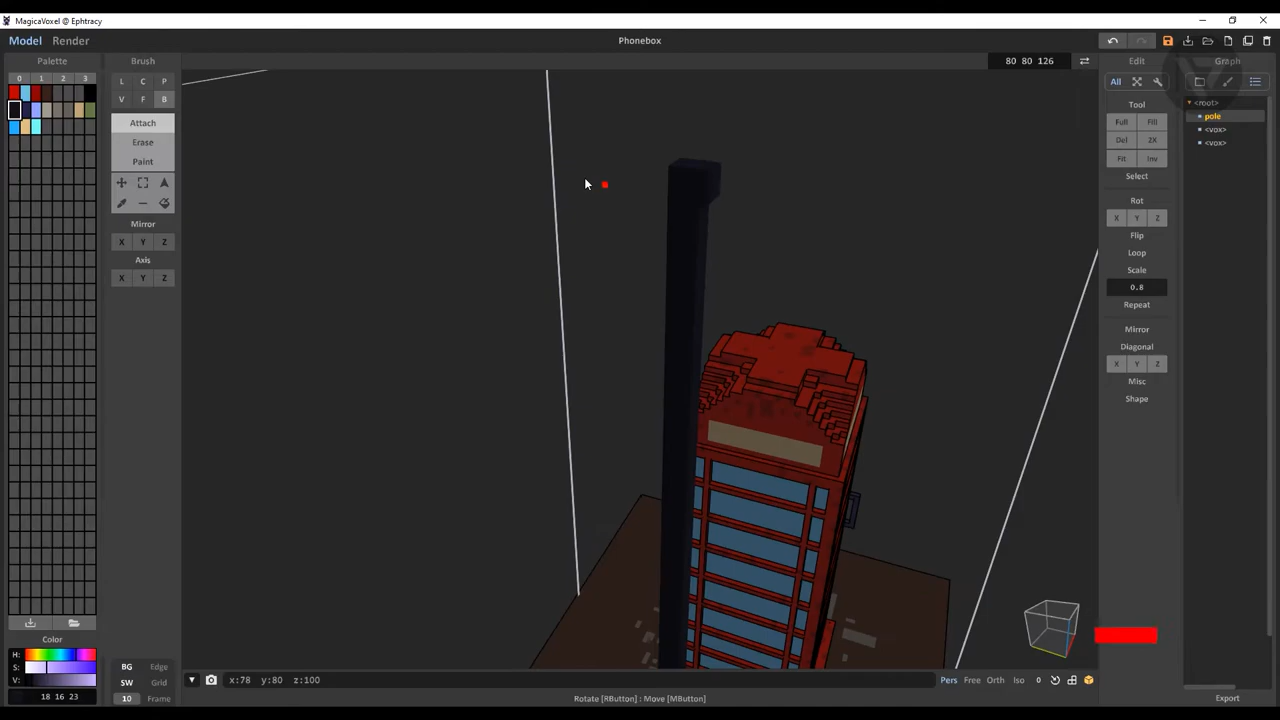 MagicaVoxel @ Ephtracy
Model Render
Phonebox
80 80 126
Palette
Brush
Edit
Graph
0 1 2 3
L C P
V F B
Attach
Erase
Paint
Mirror
X Y Z
Axis
X Y Z
All
Tool
Full Fill
Del 2X
Fit Inv
Select
Rot
X Y Z
Flip
Loop
Scale
0.8
Repeat
Mirror
Diagonal
X Y Z
Misc
Shape
<root>
pole
<vox>
<vox>
Color
H:
S:
V:
18 16 23
BG Edge
SW Grid
10 Frame
x:78 y:80 z:100
Pers Free Orth Iso 0
Rotate [RButton] : Move [MButton]
Export